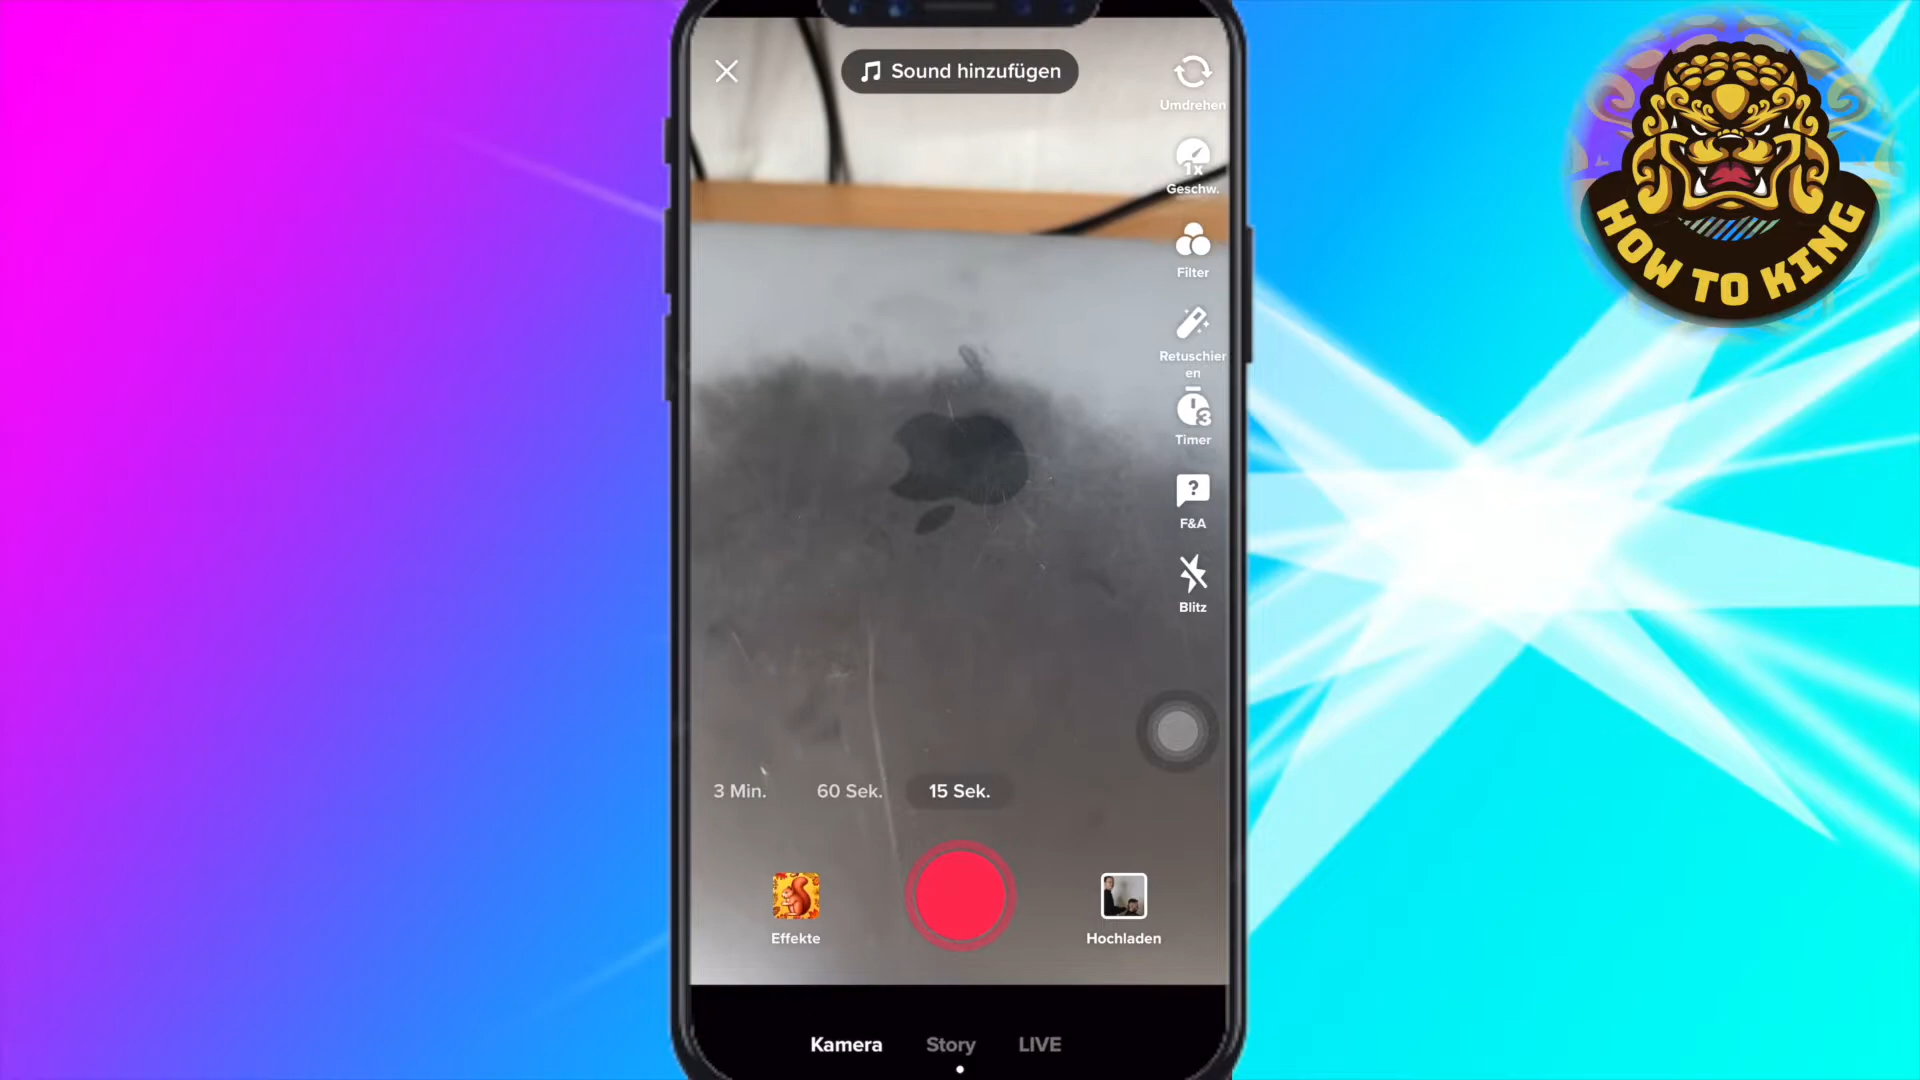 Sound hinzufügen
Umdrehen
1x
Geschw.
Filter
Retuschier
en
3
Timer
?
F&A
Blitz
3 Min.
60 Sek.
15 Sek.
Effekte
Hochladen
Kamera
Story
LIVE
HOW TO KING